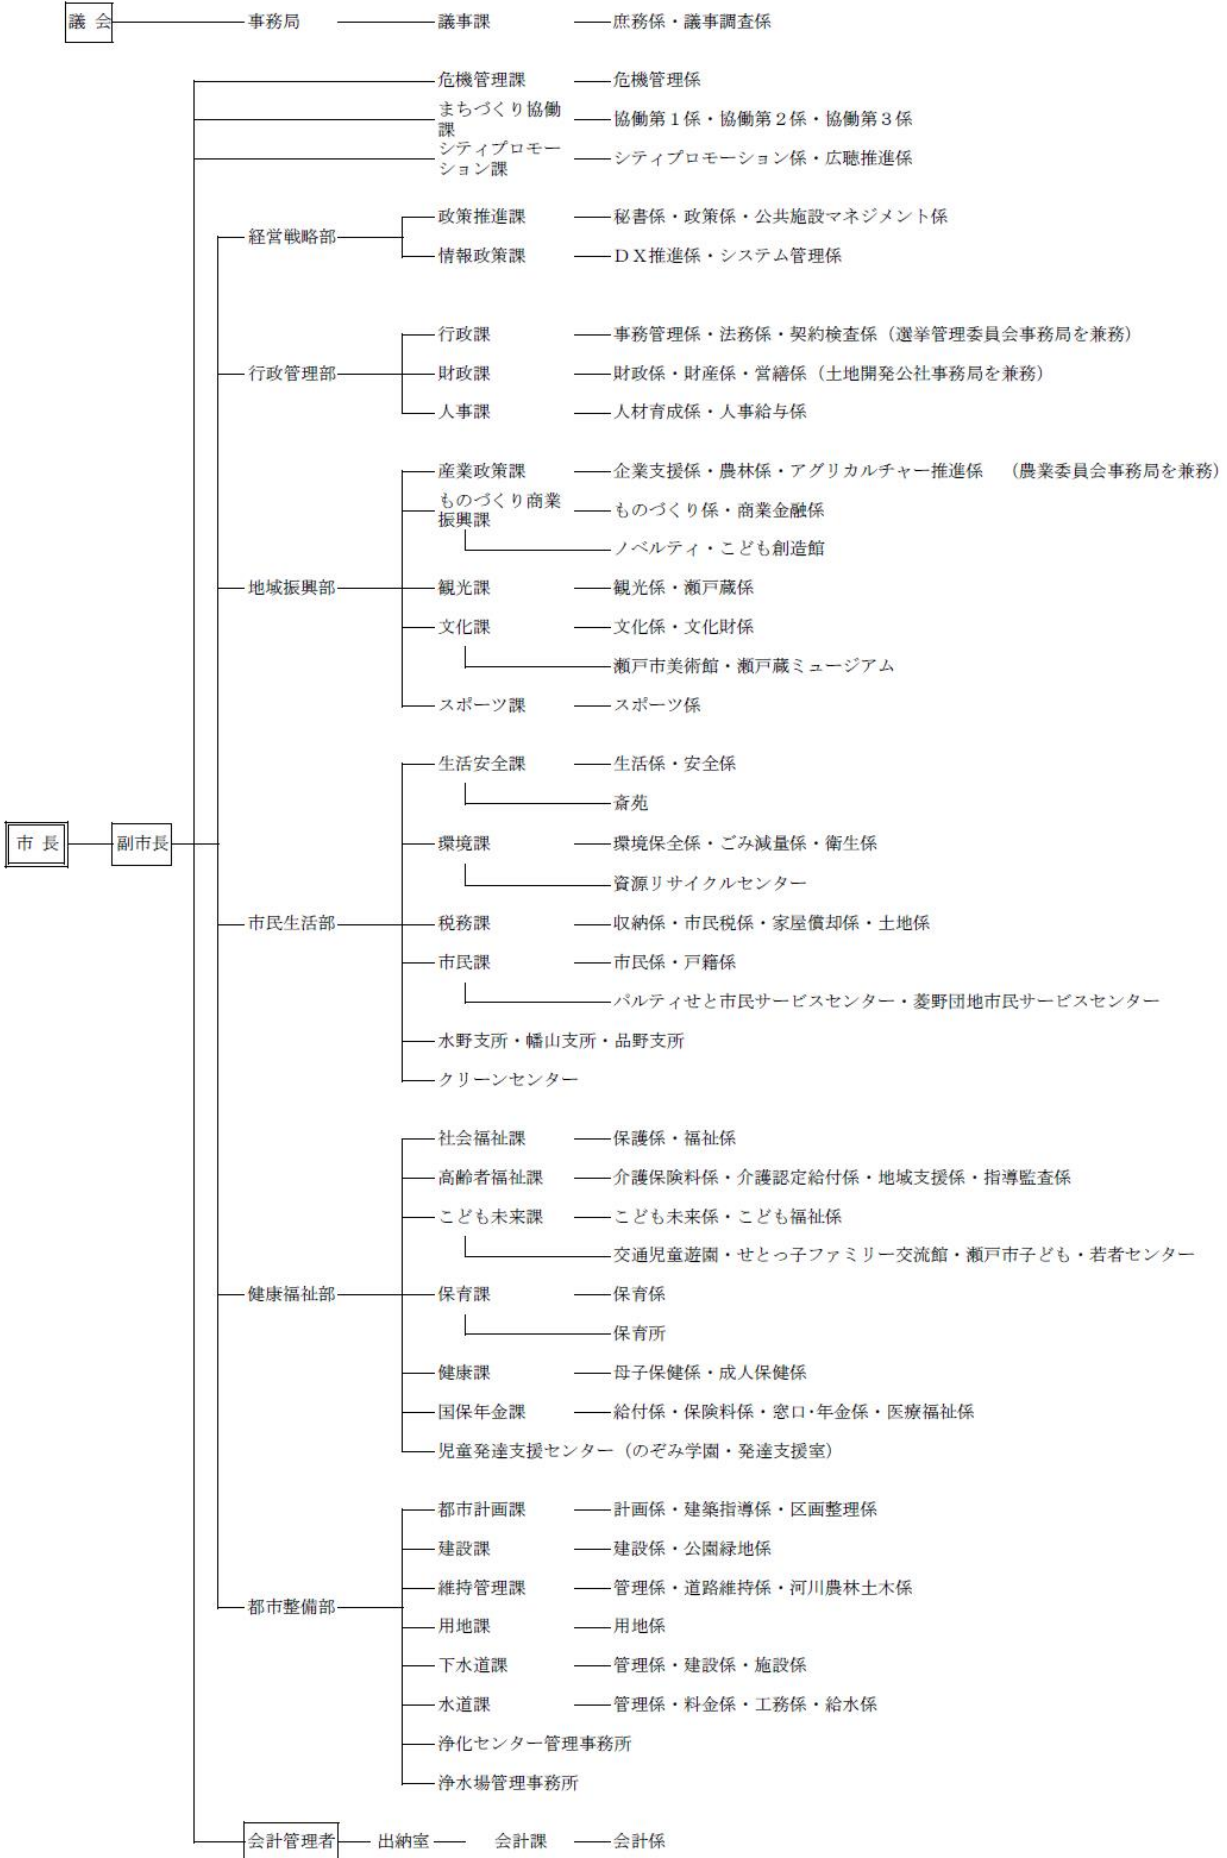 議 会 事務局 議事課 庶務係・議事調査係
危機管理課 危機管理係
まちづくり協働
課
協働第１係・協働第２係・協働第３係
シティプロモー
ション課
シティプロモーション係・広聴推進係
経営戦略部
政策推進課 秘書係・政策係・公共施設マネジメント係
情報政策課 ＤＸ推進係・システム管理係
行政管理部
行政課 事務管理係・法務係・契約検査係（選挙管理委員会事務局を兼務）
財政課 財政係・財産係・営繕係（土地開発公社事務局を兼務）
人事課 人材育成係・人事給与係
地域振興部
産業政策課 企業支援係・農林係・アグリカルチャー推進係 （農業委員会事務局を兼務）
ものづくり商業
振興課
ものづくり係・商業金融係
ノベルティ・こども創造館
観光課 観光係・瀬戸蔵係
文化課 文化係・文化財係
瀬戸市美術館・瀬戸蔵ミュージアム
スポーツ課 スポーツ係
市 長 副市長
市民生活部
生活安全課 生活係・安全係
斎苑
環境課 環境保全係・ごみ減量係・衛生係
資源リサイクルセンター
税務課 収納係・市民税係・家屋償却係・土地係
市民課 市民係・戸籍係
パルティせと市民サービスセンター・菱野団地市民サービスセンター
水野支所・幡山支所・品野支所
クリーンセンター
健康福祉部
社会福祉課 保護係・福祉係
高齢者福祉課 介護保険料係・介護認定給付係・地域支援係・指導監査係
こども未来課 こども未来係・こども福祉係
交通児童遊園・せとっ子ファミリー交流館・瀬戸市子ども・若者センター
保育課 保育係
保育所
健康課 母子保健係・成人保健係
国保年金課 給付係・保険料係・窓口･年金係・医療福祉係
児童発達支援センター（のぞみ学園・発達支援室）
都市整備部
都市計画課 計画係・建築指導係・区画整理係
建設課 建設係・公園緑地係
維持管理課 管理係・道路維持係・河川農林土木係
用地課 用地係
下水道課 管理係・建設係・施設係
水道課 管理係・料金係・工務係・給水係
浄化センター管理事務所
浄水場管理事務所
会計管理者 出納室 会計課 会計係